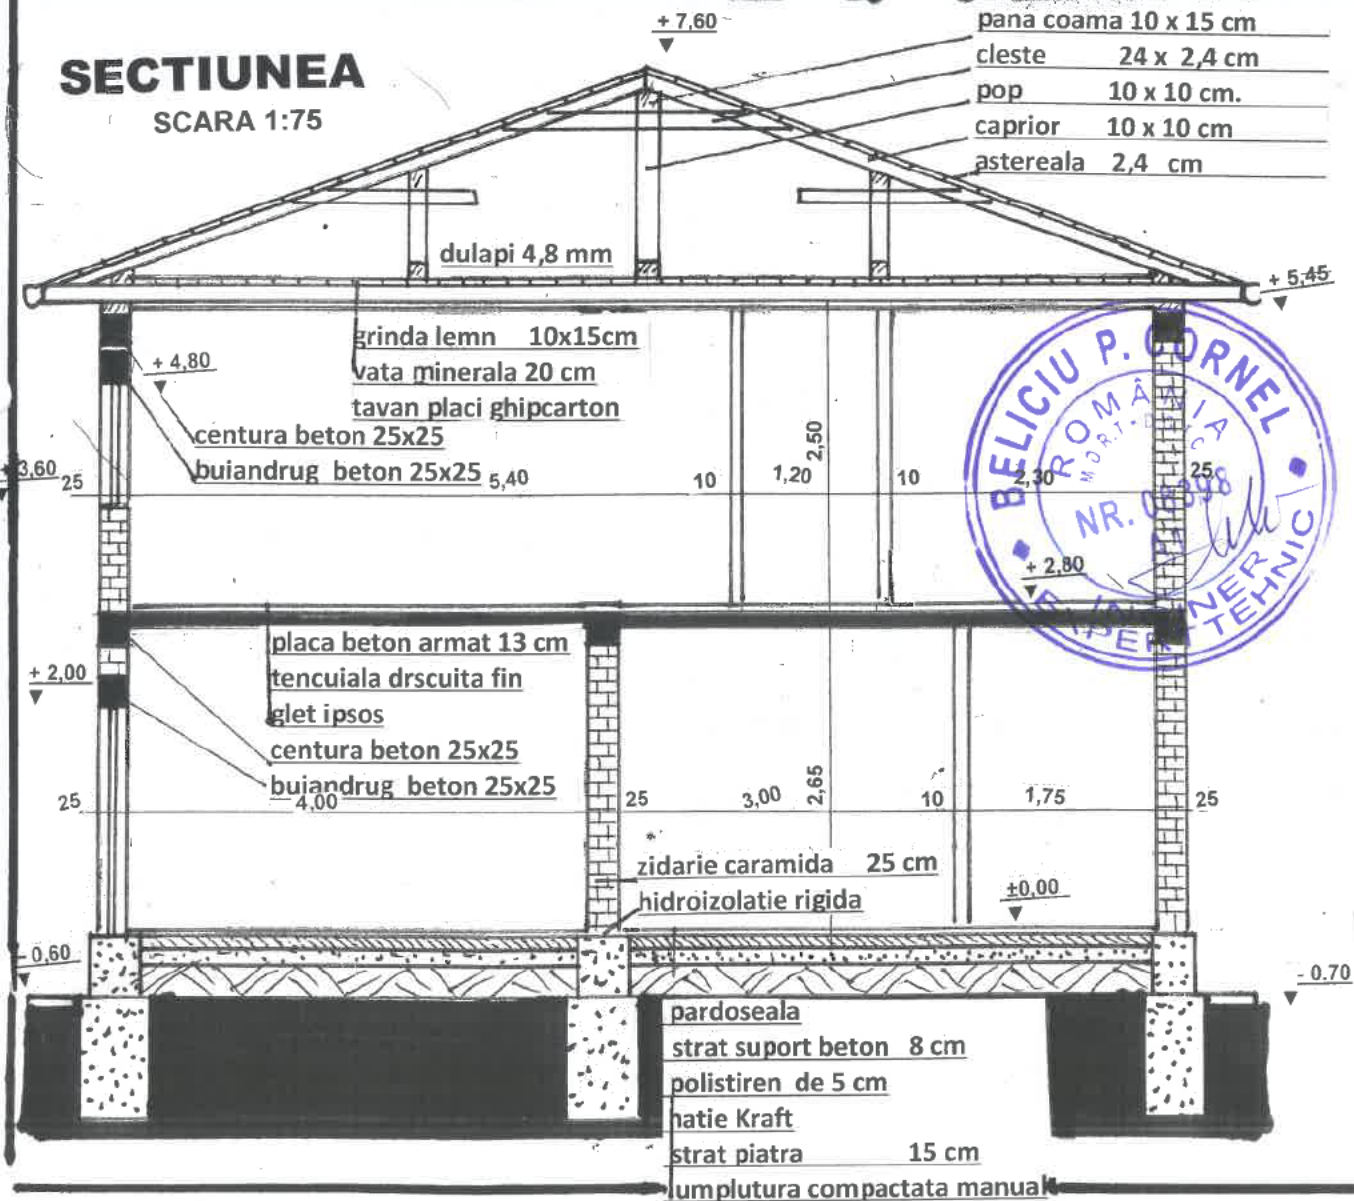 + 7,60
SECTIUNEA
SCARA 1:75
pana coama 10 x 15 cm
cleste 24 x 2,4 cm
pop 10 x 10 cm.
caprior 10 x 10 cm
astereala 2,4 cm
dulapi 4,8 mm
+ 5,45
grinda lemn 10x15cm
vata minerala 20 cm
tavan placi ghipcarton
+ 4,80
centura beton 25x25
buiandrug beton 25x25
3,60
25
5,40
10
1,20
2,50
10
2,30
25
BELICIU P. CORNEL
ROMÂNIA
EXPERT TEHNIC
+ 2,80
placa beton armat 13 cm
tencuiala drscuita fin
glet ipsos
centura beton 25x25
buiandrug beton 25x25
+ 2,00
25
4,00
25
3,00
2,65
10
1,75
25
zidarie caramida 25 cm
hidroizolatie rigida
±0,00
- 0,60
- 0.70
pardoseala
strat suport beton 8 cm
polistiren de 5 cm
hatie Kraft
strat piatra 15 cm
umplutura compactata manual